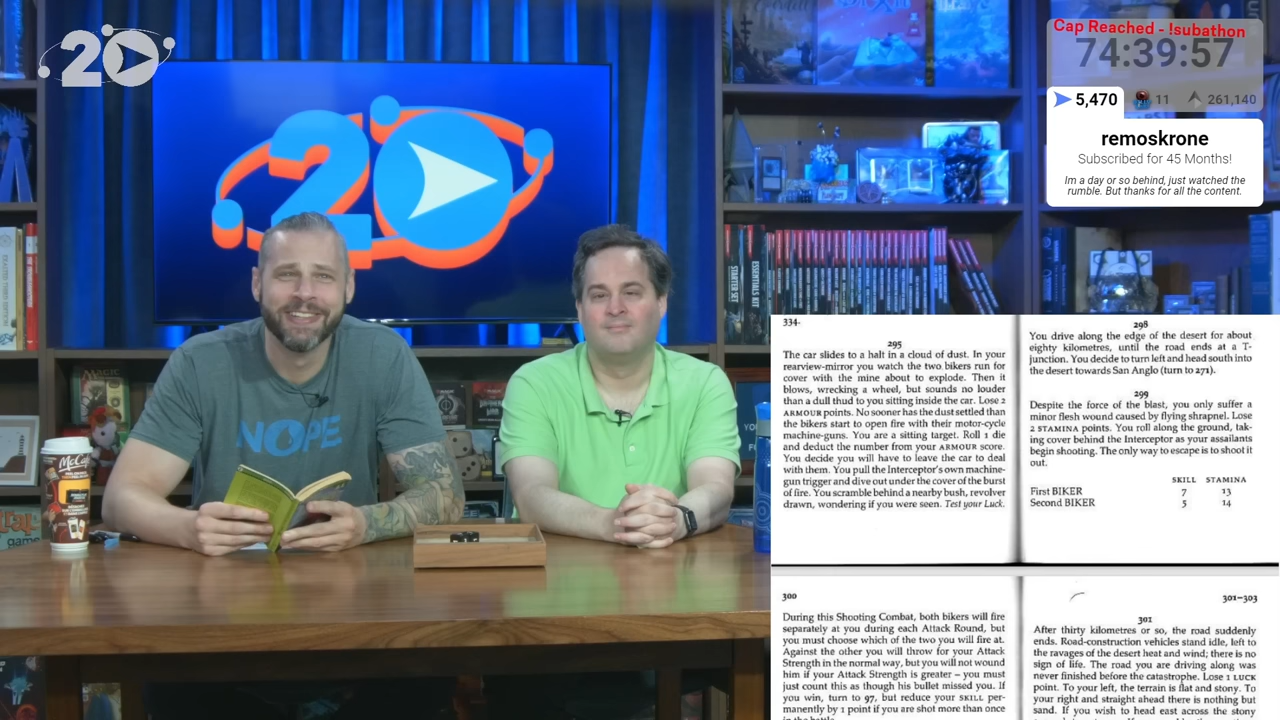 20
20
NOPE
McCafé
STARTER SET
ESSENTIALS KIT
game
Cap Reached - !subathon
74:39:57
5,470
11
261,140
remoskrone
Subscribed for 45 Months!
Im a day or so behind, just watched the
rumble. But thanks for all the content.
334-
295
The car slides to a halt in a cloud of dust. In your
rearview-mirror you watch the two bikers run for
cover with the mine about to explode. Then it
blows, wrecking a wheel, but sounds no louder
than a dull thud to you sitting inside the car. Lose 2
ARMOUR points. No sooner has the dust settled than
the bikers start to open fire with their motor-cycle
machine-guns. You are a sitting target. Roll 1 die
and deduct the number from your ARMOUR score.
You decide you will have to leave the car to deal
with them. You pull the Interceptor's own machine-
gun trigger and dive out under the cover of the burst
of fire. You scramble behind a nearby bush, revolver
drawn, wondering if you were seen. Test your Luck.
298
You drive along the edge of the desert for about
eighty kilometres, until the road ends at a T-
junction. You decide to turn left and head south into
the desert towards San Anglo (turn to 271).
299
Despite the force of the blast, you only suffer a
minor flesh wound caused by flying shrapnel. Lose
2 STAMINA points. You roll along the ground, tak-
ing cover behind the Interceptor as your assailants
begin shooting. The only way to escape is to shoot it
out.
SKILL STAMINA
First BIKER 7 13
Second BIKER 5 14
300
During this Shooting Combat, both bikers will fire
separately at you during each Attack Round, but
you must choose which of the two you will fire at.
Against the other you will throw for your Attack
Strength in the normal way, but you will not wound
him if your Attack Strength is greater – you must
just count this as though his bullet missed you. If
you win, turn to 97, but reduce your SKILL per-
manently by 1 point if you are shot more than once
in the battle.
301-303
301
After thirty kilometres or so, the road suddenly
ends. Road-construction vehicles stand idle, left to
the ravages of the desert heat and wind; there is no
sign of life. The road you are driving along was
never finished before the catastrophe. Lose 1 LUCK
point. To your left, the terrain is flat and stony. To
your right and straight ahead there is nothing but
sand. If you wish to head east across the stony